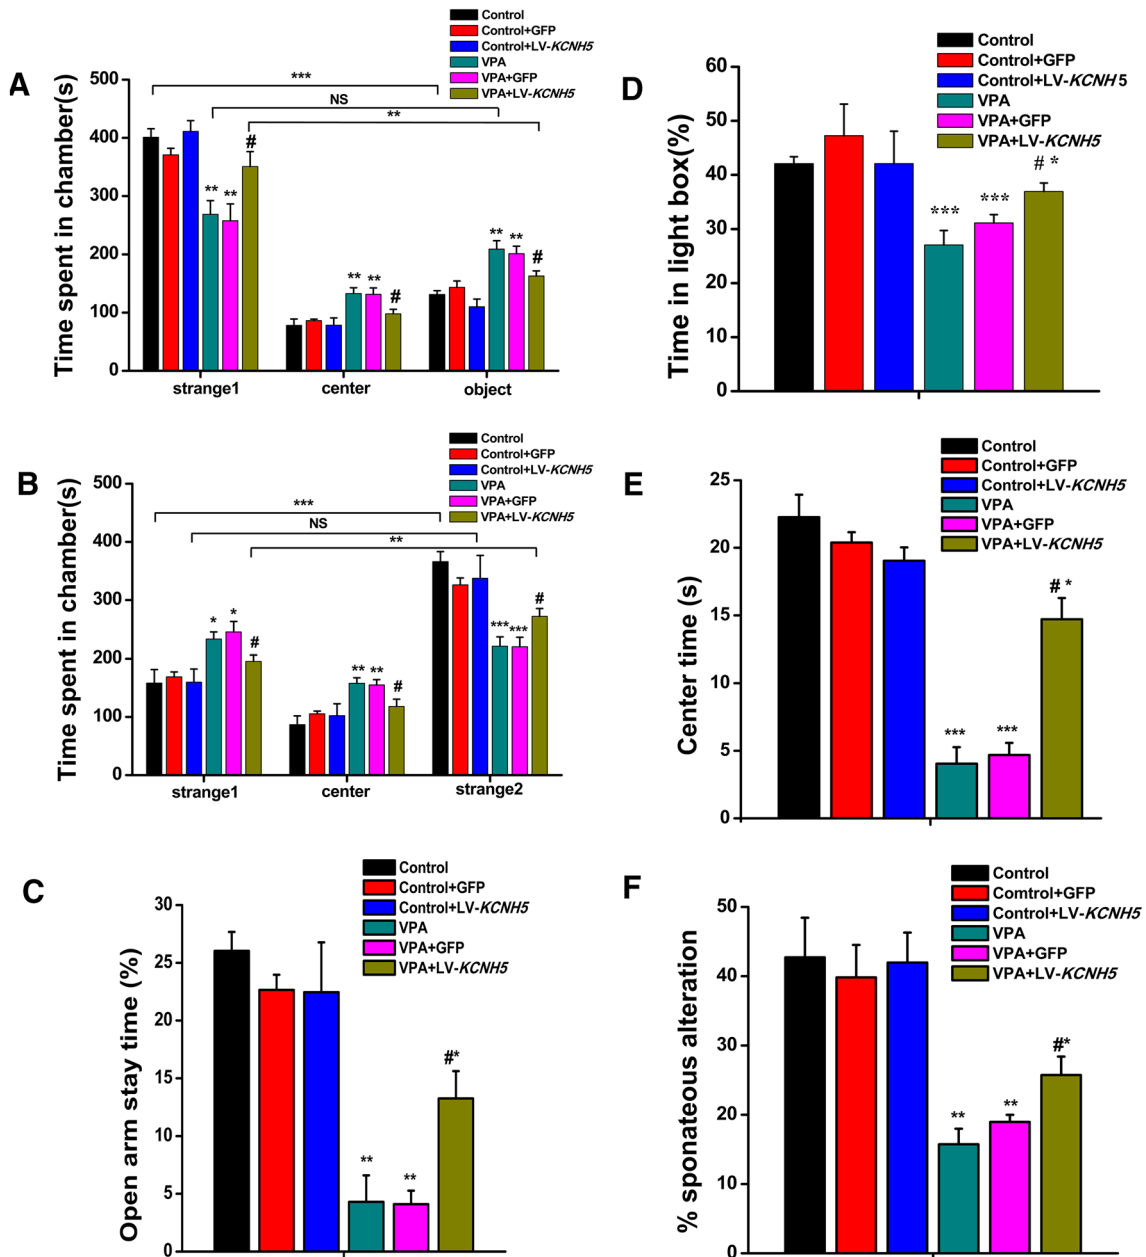 A
Control
Control+GFP
Control+LV-KCNH5
VPA
VPA+GFP
VPA+LV-KCNH5
Time spent in chamber(s)
500
400
300
200
100
0
***
NS
**
** ** #
** ** #
** ** #
strange1 center object
B
Control
Control+GFP
Control+LV-KCNH5
VPA
VPA+GFP
VPA+LV-KCNH5
Time spent in chamber(s)
500
400
300
200
100
0
***
NS
**
* * #
** ** #
*** *** #
strange1 center strange2
C
Control
Control+GFP
Control+LV-KCNH5
VPA
VPA+GFP
VPA+LV-KCNH5
Open arm stay time (%)
30
25
20
15
10
5
0
** ** #*
D
Control
Control+GFP
Control+LV-KCNH 5
VPA
VPA+GFP
VPA+LV-KCNH5
Time in light box(%)
60
50
40
30
20
10
0
*** *** # *
E
Control
Control+GFP
Control+LV-KCNH5
VPA
VPA+GFP
VPA+LV-KCNH5
Center time (s)
25
20
15
10
5
0
*** *** # *
F
Control
Comtrol+GFP
Control+LV-KCNH5
VPA
VPA+GFP
VPA+LV-KCNH5
% sponateous alteration
50
40
30
20
10
0
** ** #*